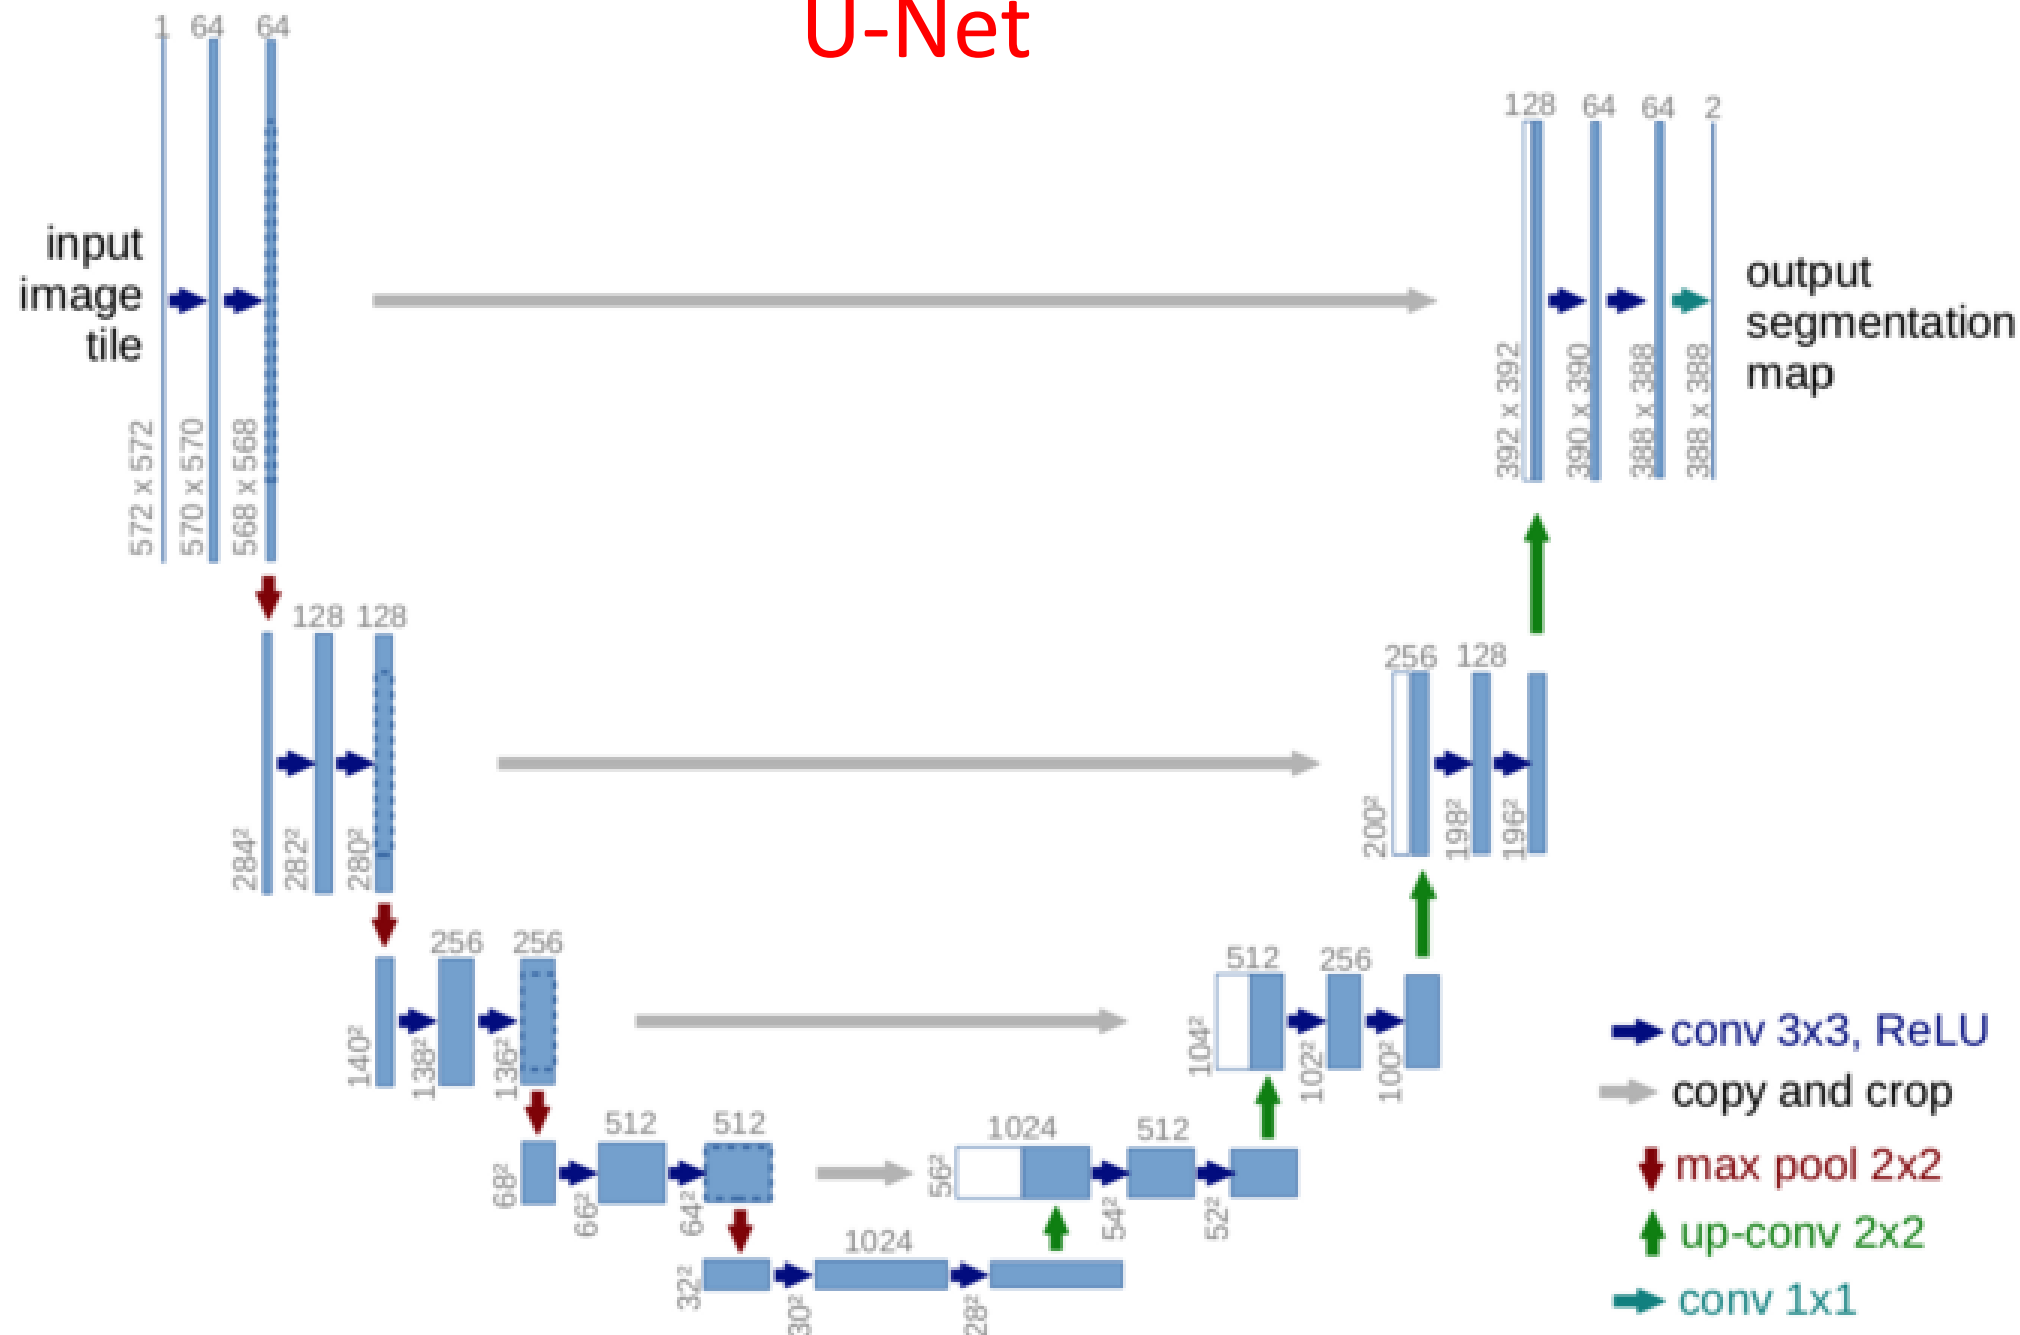 U-Net
1 64 64
128 64 64 2
input
image
tile
output
segmentation
map
572 x 572
570 x 570
568 x 568
392 x 392
390 x 390
388 x 388
388 x 388
128 128
256 128
284²
282²
280²
200²
198²
196²
256 256
512 256
140²
138²
136²
104²
102²
100²
512 512
1024 512
68²
66²
64²
56²
54²
52²
1024
32²
30²
28²
conv 3x3, ReLU
copy and crop
max pool 2x2
up-conv 2x2
conv 1x1